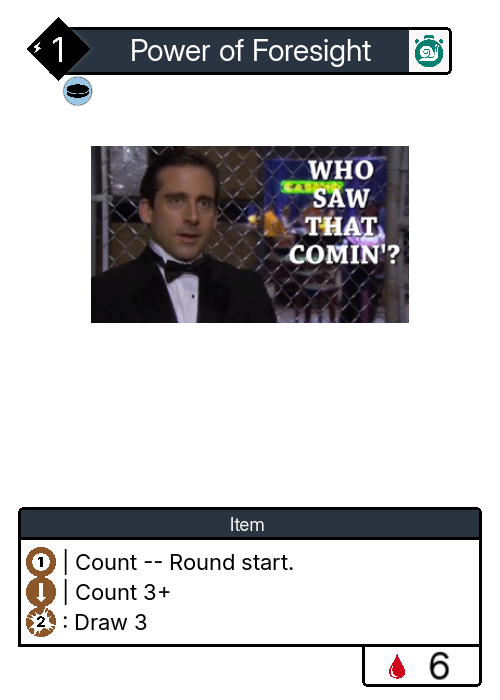 1
Power of Foresight
WHO
SAW
THAT
COMIN'?
Item
1 | Count -- Round start.
| Count 3+
2 : Draw 3
6